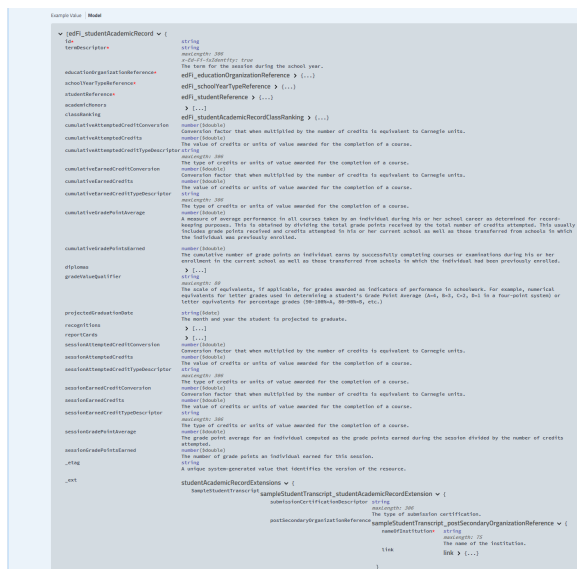 Example Value | Model
[edFi_studentAcademicRecord ⌄ {
id* string
termDescriptor* string
maxLength: 306
x-Ed-Fi-isIdentity: true
The term for the session during the school year.
educationOrganizationReference* edFi_educationOrganizationReference > {...}
schoolYearTypeReference* edFi_schoolYearTypeReference > {...}
studentReference* edFi_studentReference > {...}
academicHonors > [...]
classRanking edFi_studentAcademicRecordClassRanking > {...}
cumulativeAttemptedCreditConversion number($double)
Conversion factor that when multiplied by the number of credits is equivalent to Carnegie units.
cumulativeAttemptedCredits number($double)
The value of credits or units of value awarded for the completion of a course.
cumulativeAttemptedCreditTypeDescriptor string
maxLength: 306
The type of credits or units of value awarded for the completion of a course.
cumulativeEarnedCreditConversion number($double)
Conversion factor that when multiplied by the number of credits is equivalent to Carnegie units.
cumulativeEarnedCredits number($double)
The value of credits or units of value awarded for the completion of a course.
cumulativeEarnedCreditTypeDescriptor string
maxLength: 306
The type of credits or units of value awarded for the completion of a course.
cumulativeGradePointAverage number($double)
A measure of average performance in all courses taken by an individual during his or her school career as determined for record-
keeping purposes. This is obtained by dividing the total grade points received by the total number of credits attempted. This usually
includes grade points received and credits attempted in his or her current school as well as those transferred from schools in which
the individual was previously enrolled.
cumulativeGradePointsEarned number($double)
The cumulative number of grade points an individual earns by successfully completing courses or examinations during his or her
enrollment in the current school as well as those transferred from schools in which the individual had been previously enrolled.
diplomas > [...]
gradeValueQualifier string
maxLength: 80
The scale of equivalents, if applicable, for grades awarded as indicators of performance in schoolwork. For example, numerical
equivalents for letter grades used in determining a student's Grade Point Average (A=4, B=3, C=2, D=1 in a four-point system) or
letter equivalents for percentage grades (90-100%=A, 80-90%=B, etc.)
projectedGraduationDate string($date)
The month and year the student is projected to graduate.
recognitions > [...]
reportCards > [...]
sessionAttemptedCreditConversion number($double)
Conversion factor that when multiplied by the number of credits is equivalent to Carnegie units.
sessionAttemptedCredits number($double)
The value of credits or units of value awarded for the completion of a course.
sessionAttemptedCreditTypeDescriptor string
maxLength: 306
The type of credits or units of value awarded for the completion of a course.
sessionEarnedCreditConversion number($double)
Conversion factor that when multiplied by the number of credits is equivalent to Carnegie units.
sessionEarnedCredits number($double)
The value of credits or units of value awarded for the completion of a course.
sessionEarnedCreditTypeDescriptor string
maxLength: 306
The type of credits or units of value awarded for the completion of a course.
sessionGradePointAverage number($double)
The grade point average for an individual computed as the grade points earned during the session divided by the number of credits
attempted.
sessionGradePointsEarned number($double)
The number of grade points an individual earned for this session.
_etag string
A unique system-generated value that identifies the version of the resource.
_ext studentAcademicRecordExtensions ⌄ {
SampleStudentTranscript sampleStudentTranscript_studentAcademicRecordExtension ⌄ {
submissionCertificationDescriptor string
maxLength: 306
The type of submission certification.
postSecondaryOrganizationReference sampleStudentTranscript_postSecondaryOrganizationReference ⌄ {
nameOfInstitution* string
maxLength: 75
The name of the institution.
link link > {...}
}